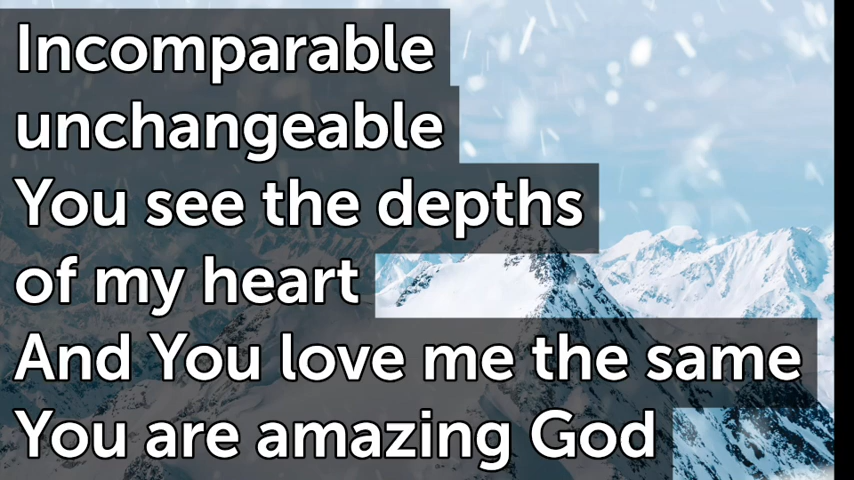 Incomparable
unchangeable
You see the depths
of my heart
And You love me the same
You are amazing God